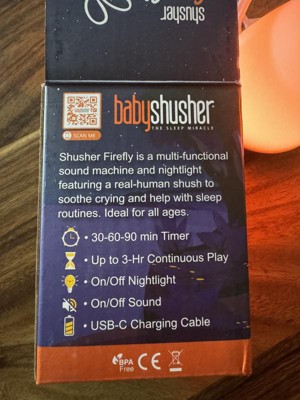 shusher
SCAN ME
babyshusher
THE SLEEP MIRACLE
Shusher Firefly is a multi-functional
sound machine and nightlight
featuring a real-human shush to
soothe crying and help with sleep
routines. Ideal for all ages.
• 30-60-90 min Timer
• Up to 3-Hr Continuous Play
• On/Off Nightlight
• On/Off Sound
• USB-C Charging Cable
BPA
Free
CE